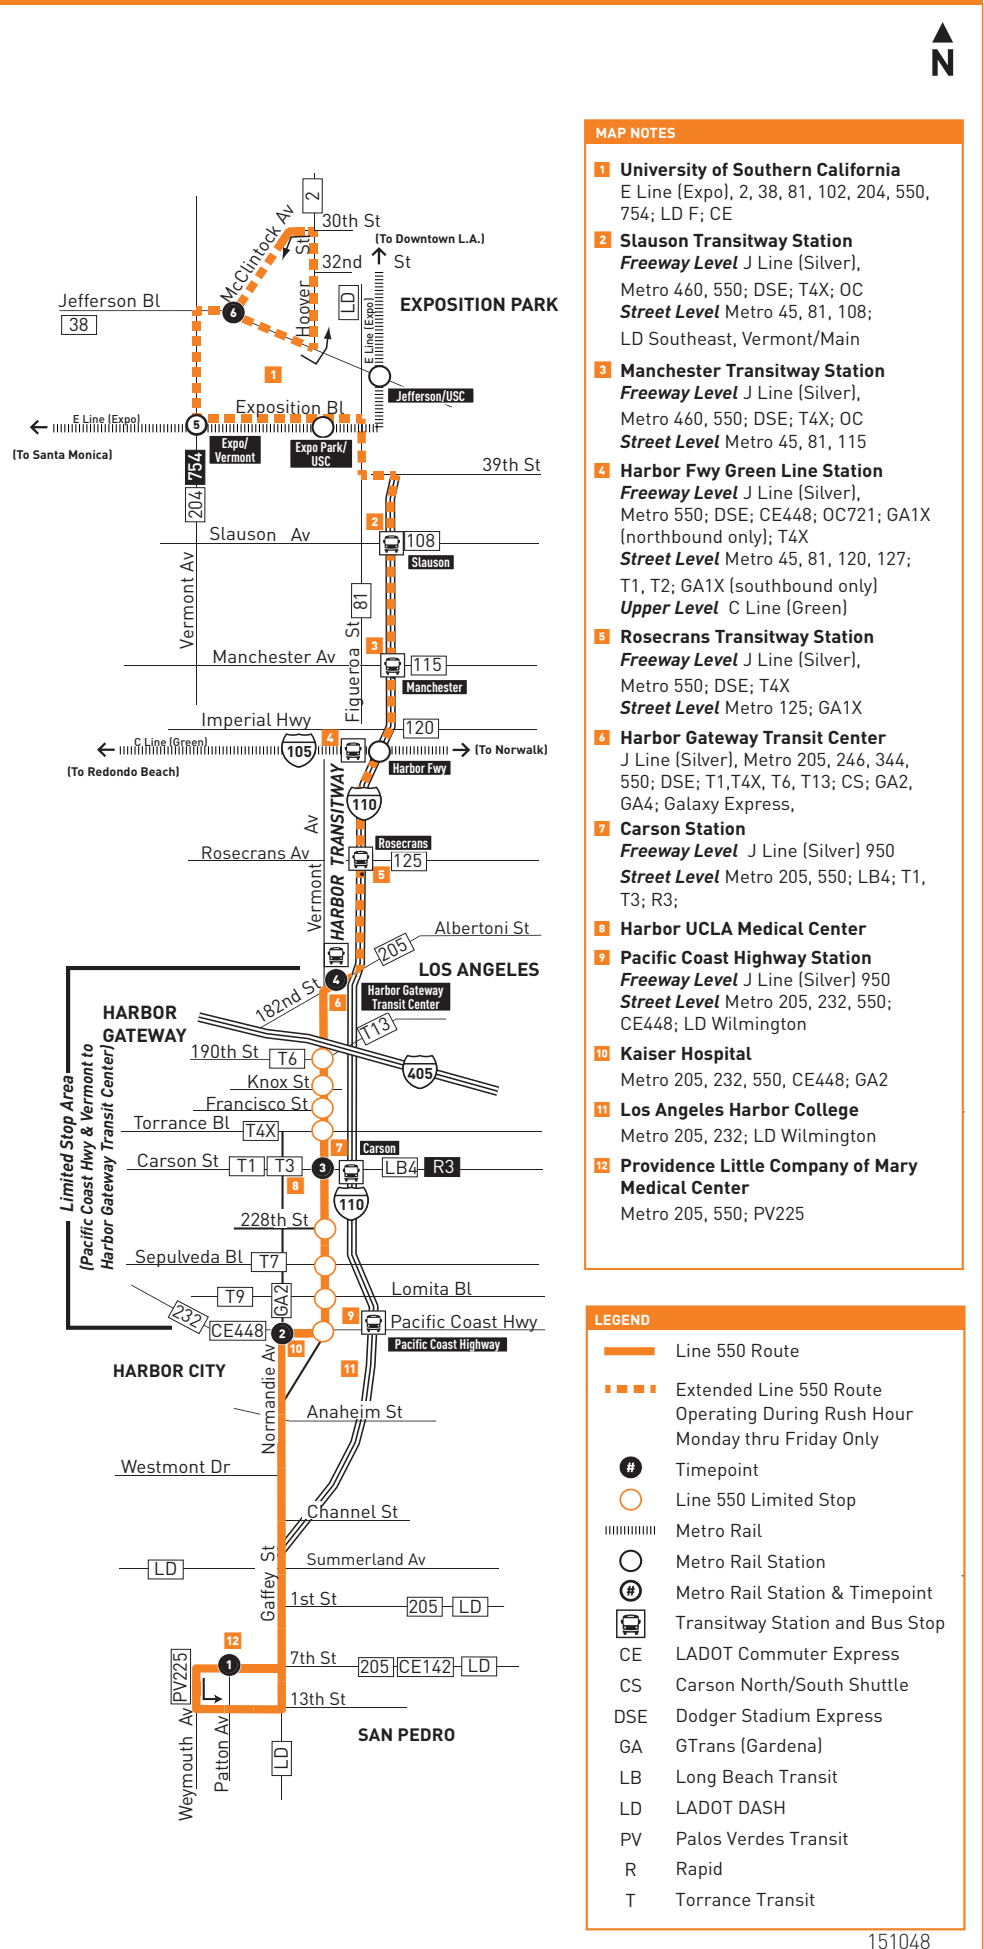 N
2
McClintock Av
30th St
(To Downtown L.A.)
St
32nd St
Hoover
LD
E Line (Expo)
EXPOSITION PARK
Jefferson Bl
38
6
1
Jefferson/USC
Exposition Bl
E Line (Expo)
5
(To Santa Monica)
Expo/
Vermont
Expo Park/
USC
39th St
754
204
2
Slauson Av
108
Slauson
Vermont Av
81
Figueroa St
3
Manchester Av
115
Manchester
Imperial Hwy
120
4
C Line (Green)
105
(To Norwalk)
(To Redondo Beach)
Harbor Fwy
110
HARBOR TRANSITWAY
Vermont Av
Rosecrans
Rosecrans Av
125
5
Albertoni St
205
LOS ANGELES
4
182nd St
6
Harbor Gateway
Transit Center
HARBOR
GATEWAY
T13
190th St
T6
405
Knox St
Francisco St
Torrance Bl
T4X
7
Carson
Carson St
T1
T3
3
LB4
R3
8
110
Limited Stop Area
(Pacific Coast Hwy & Vermont to
Harbor Gateway Transit Center)
228th St
Sepulveda Bl
T7
T9
GA2
Lomita Bl
232
CE448
2
9
Pacific Coast Hwy
10
Pacific Coast Highway
HARBOR CITY
11
Normandie Av
Anaheim St
Westmont Dr
Channel St
Gaffey St
Summerland Av
LD
1st St
205
LD
12
1
7th St
205
CE142
LD
PV225
13th St
SAN PEDRO
Weymouth Av
Patton Av
LD
MAP NOTES
1 University of Southern California
E Line (Expo), 2, 38, 81, 102, 204, 550,
754; LD F; CE
2 Slauson Transitway Station
Freeway Level J Line (Silver),
Metro 460, 550; DSE; T4X; OC
Street Level Metro 45, 81, 108;
LD Southeast, Vermont/Main
3 Manchester Transitway Station
Freeway Level J Line (Silver),
Metro 460, 550; DSE; T4X; OC
Street Level Metro 45, 81, 115
4 Harbor Fwy Green Line Station
Freeway Level J Line (Silver),
Metro 550; DSE; CE448; OC721; GA1X
(northbound only); T4X
Street Level Metro 45, 81, 120, 127;
T1, T2; GA1X (southbound only)
Upper Level C Line (Green)
5 Rosecrans Transitway Station
Freeway Level J Line (Silver),
Metro 550; DSE; T4X
Street Level Metro 125; GA1X
6 Harbor Gateway Transit Center
J Line (Silver), Metro 205, 246, 344,
550; DSE; T1,T4X, T6, T13; CS; GA2,
GA4; Galaxy Express,
7 Carson Station
Freeway Level J Line (Silver) 950
Street Level Metro 205, 550; LB4; T1,
T3; R3;
8 Harbor UCLA Medical Center
9 Pacific Coast Highway Station
Freeway Level J Line (Silver) 950
Street Level Metro 205, 232, 550;
CE448; LD Wilmington
10 Kaiser Hospital
Metro 205, 232, 550, CE448; GA2
11 Los Angeles Harbor College
Metro 205, 232; LD Wilmington
12 Providence Little Company of Mary
Medical Center
Metro 205, 550; PV225
LEGEND
Line 550 Route
Extended Line 550 Route
Operating During Rush Hour
Monday thru Friday Only
# Timepoint
Line 550 Limited Stop
Metro Rail
Metro Rail Station
# Metro Rail Station & Timepoint
Transitway Station and Bus Stop
CE LADOT Commuter Express
CS Carson North/South Shuttle
DSE Dodger Stadium Express
GA GTrans (Gardena)
LB Long Beach Transit
LD LADOT DASH
PV Palos Verdes Transit
R Rapid
T Torrance Transit
151048